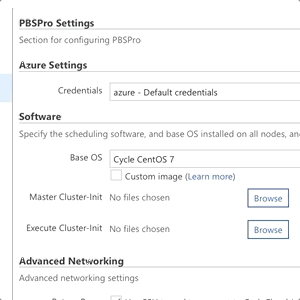 PBSPro Settings
Section for configuring PBSPro
Azure Settings
Credentials azure - Default credentials
Software
Specify the scheduling software, and base OS installed on all nodes,
Base OS Cycle CentOS 7
Custom image (Learn more)
Master Cluster-Init No files chosen Browse
Execute Cluster-Init No files chosen Browse
Advanced Networking
Advanced networking settings